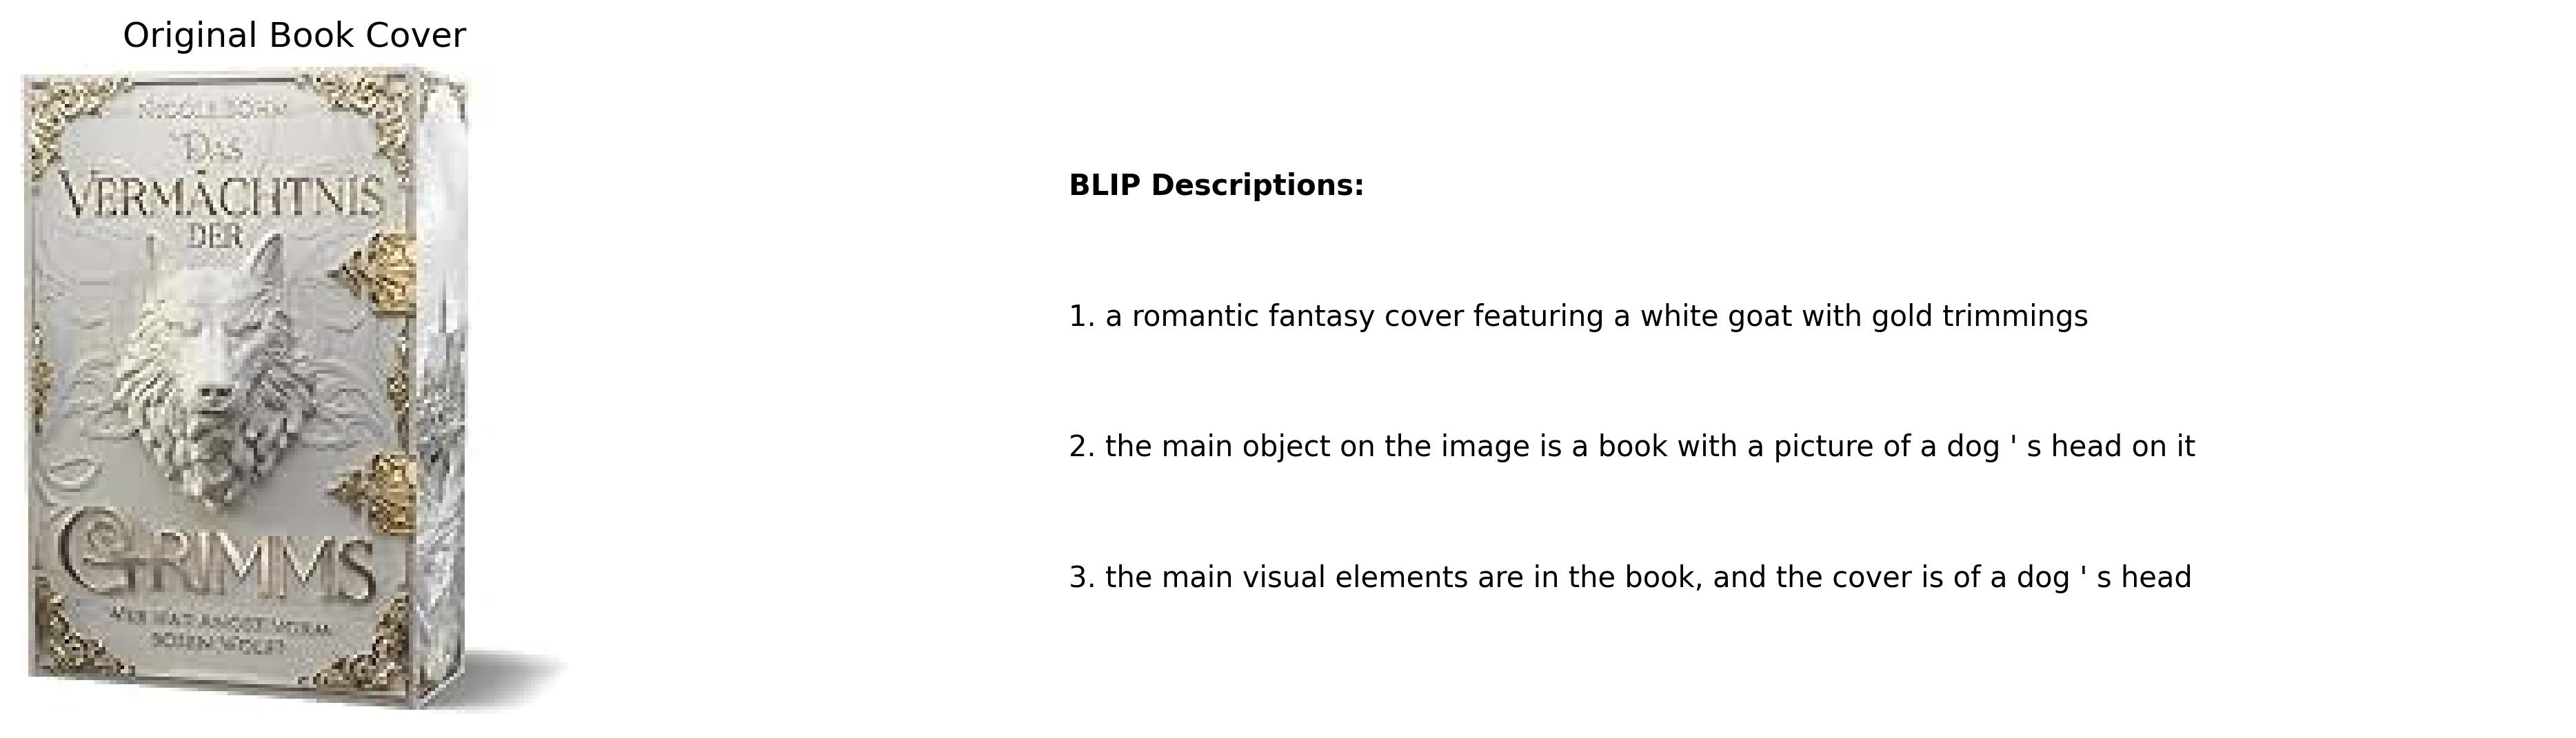 Original Book Cover
NICOLE BÖHM
DAS
VERMÄCHTNIS
DER
GRIMMS
WER HAT ANGST VORM
BÖSEN WOLF?
BLIP Descriptions:
1. a romantic fantasy cover featuring a white goat with gold trimmings
2. the main object on the image is a book with a picture of a dog ' s head on it
3. the main visual elements are in the book, and the cover is of a dog ' s head